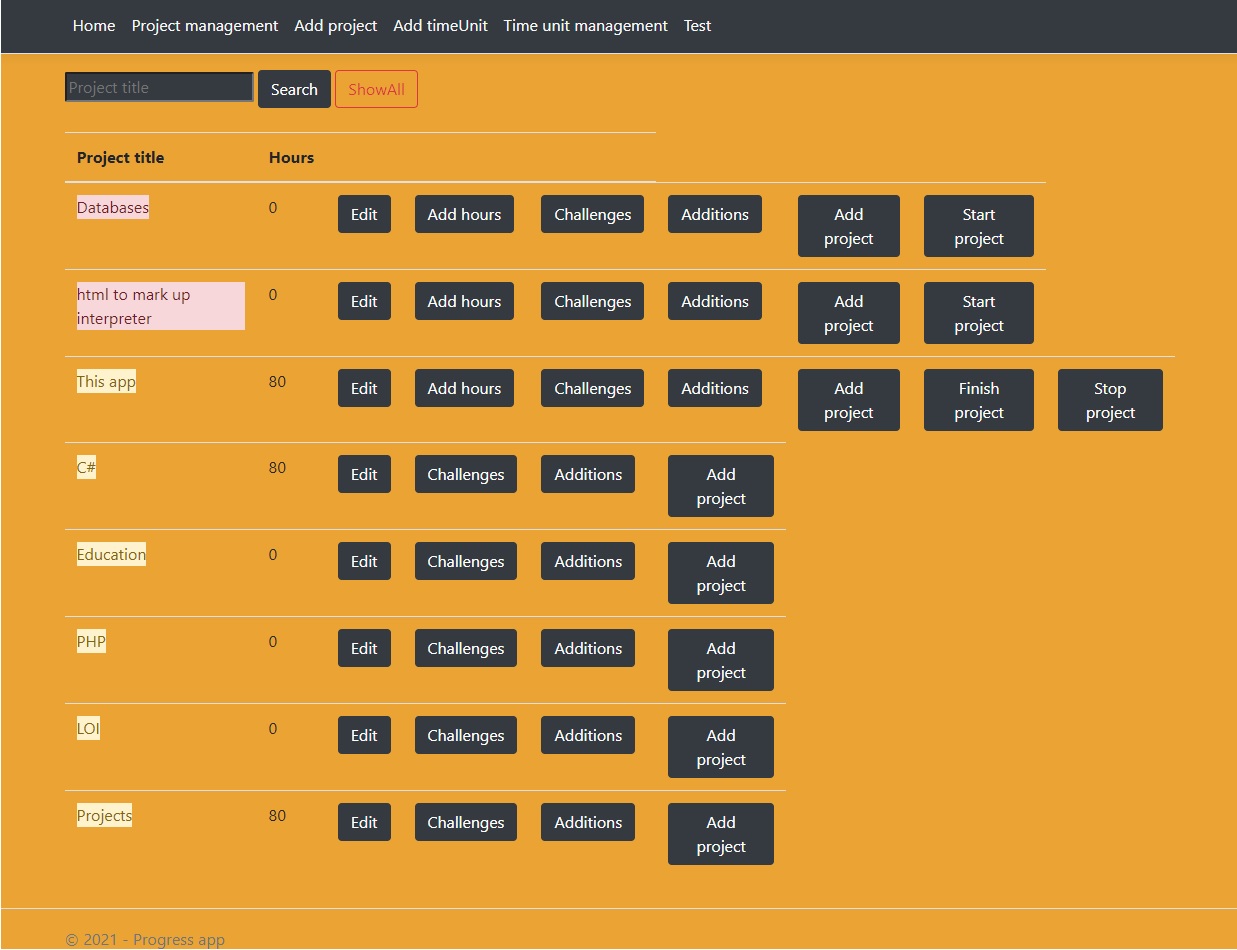 Home Project management Add project Add timeUnit Time unit management Test
Project title Search ShowAll
Project title Hours
Databases 0 Edit Add hours Challenges Additions Add project Start project
html to mark up interpreter 0 Edit Add hours Challenges Additions Add project Start project
This app 80 Edit Add hours Challenges Additions Add project Finish project Stop project
C# 80 Edit Challenges Additions Add project
Education 0 Edit Challenges Additions Add project
PHP 0 Edit Challenges Additions Add project
LOI 0 Edit Challenges Additions Add project
Projects 80 Edit Challenges Additions Add project
© 2021 - Progress app